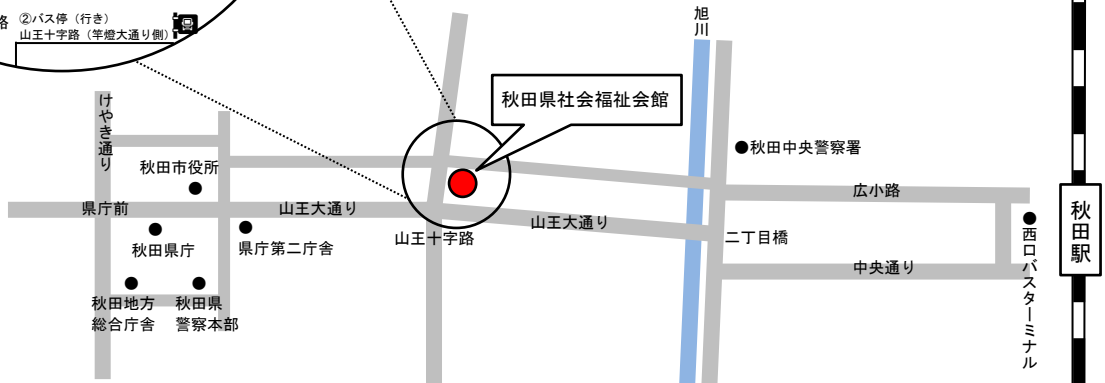 路
②バス停（行き）
山王十字路（竿燈大通り側）
旭川
けやき通り
秋田県社会福祉会館
●秋田中央警察署
秋田市役所
広小路
県庁前
山王大通り
山王大通り
秋田県庁
県庁第二庁舎
山王十字路
二丁目橋
中央通り
西口バスターミナル
秋田駅
秋田地方
総合庁舎
秋田県
警察本部